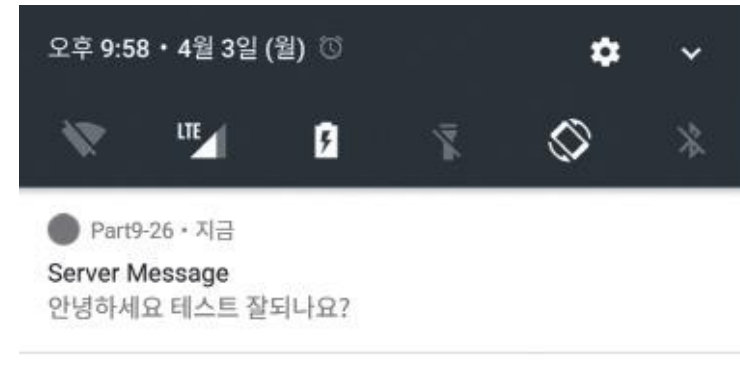 오후 9:58 • 4월 3일 (월)
LTE
Part9-26 • 지금
Server Message
안녕하세요 테스트 잘되나요?